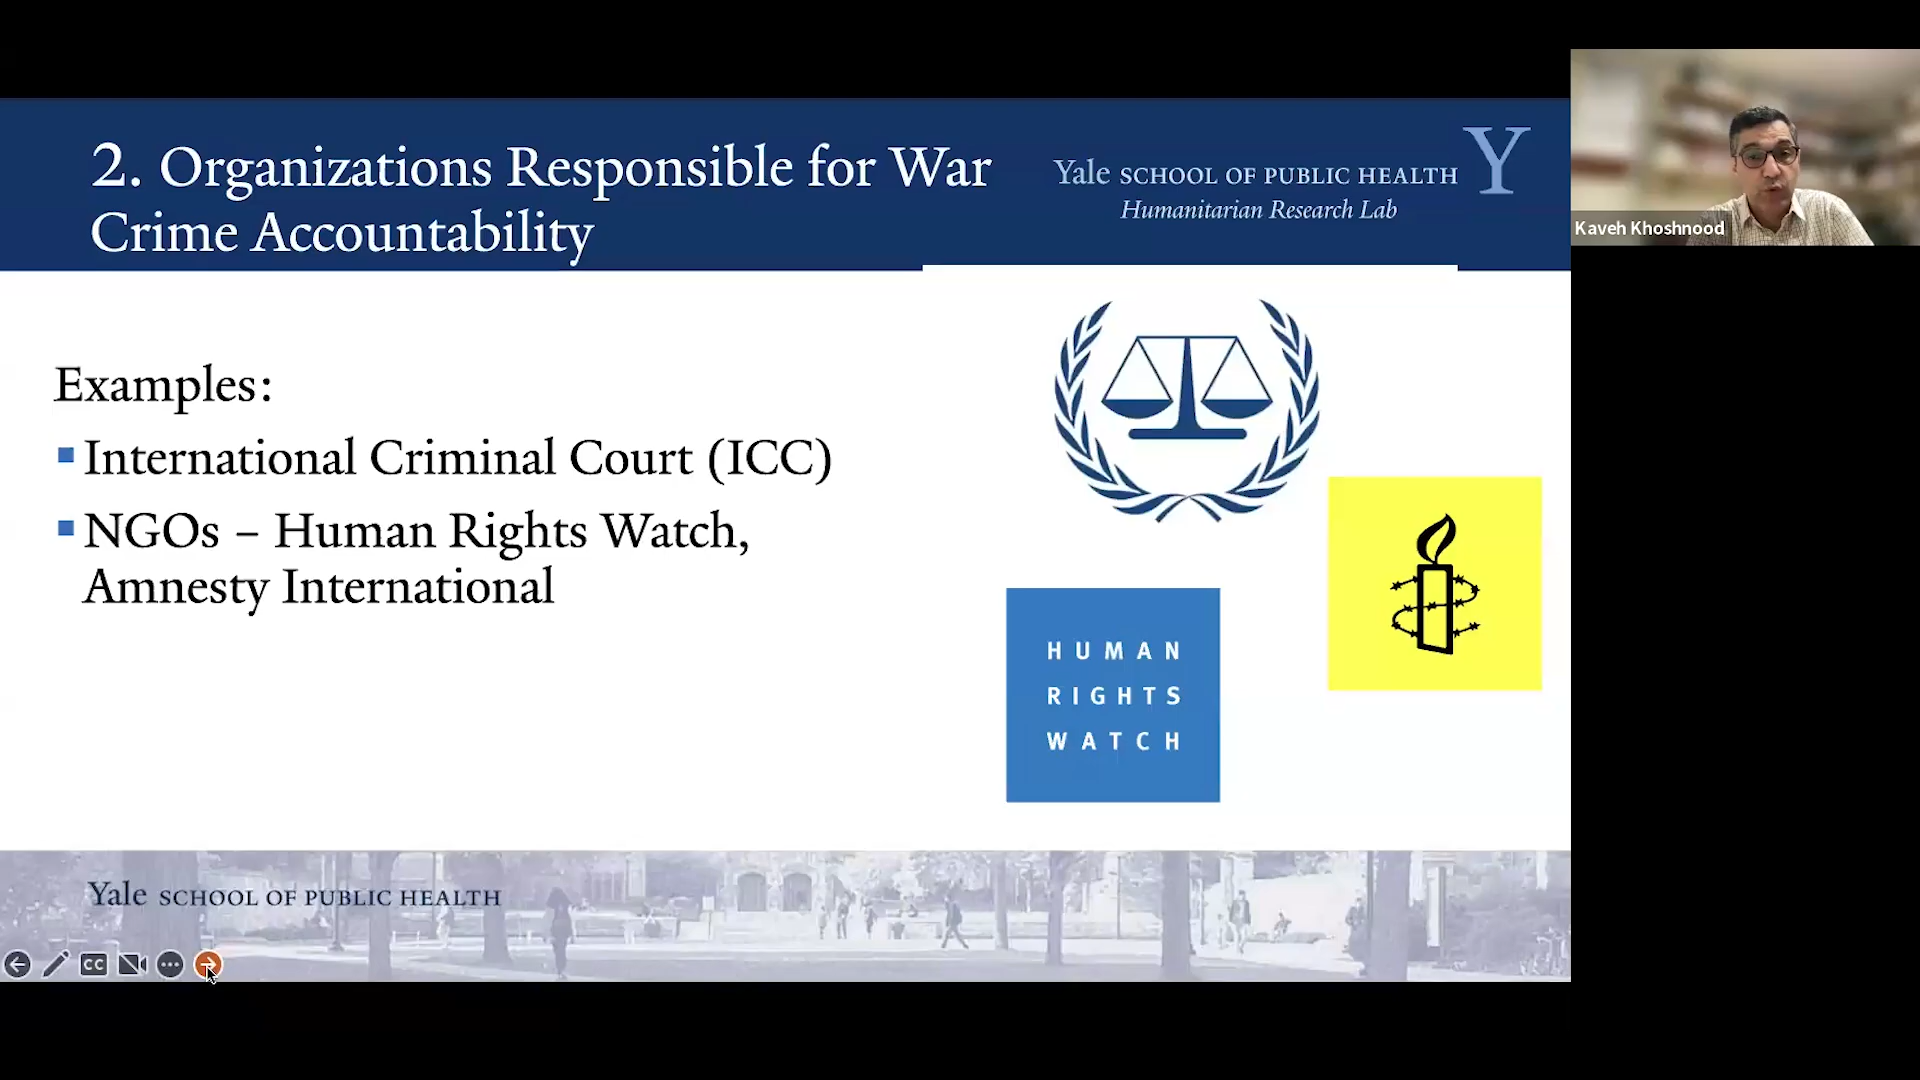 2. Organizations Responsible for War
Crime Accountability
Yale SCHOOL OF PUBLIC HEALTH
Humanitarian Research Lab
Y
Kaveh Khoshnood
Examples:
International Criminal Court (ICC)
NGOs – Human Rights Watch,
Amnesty International
HUMAN
RIGHTS
WATCH
Yale SCHOOL OF PUBLIC HEALTH
CC